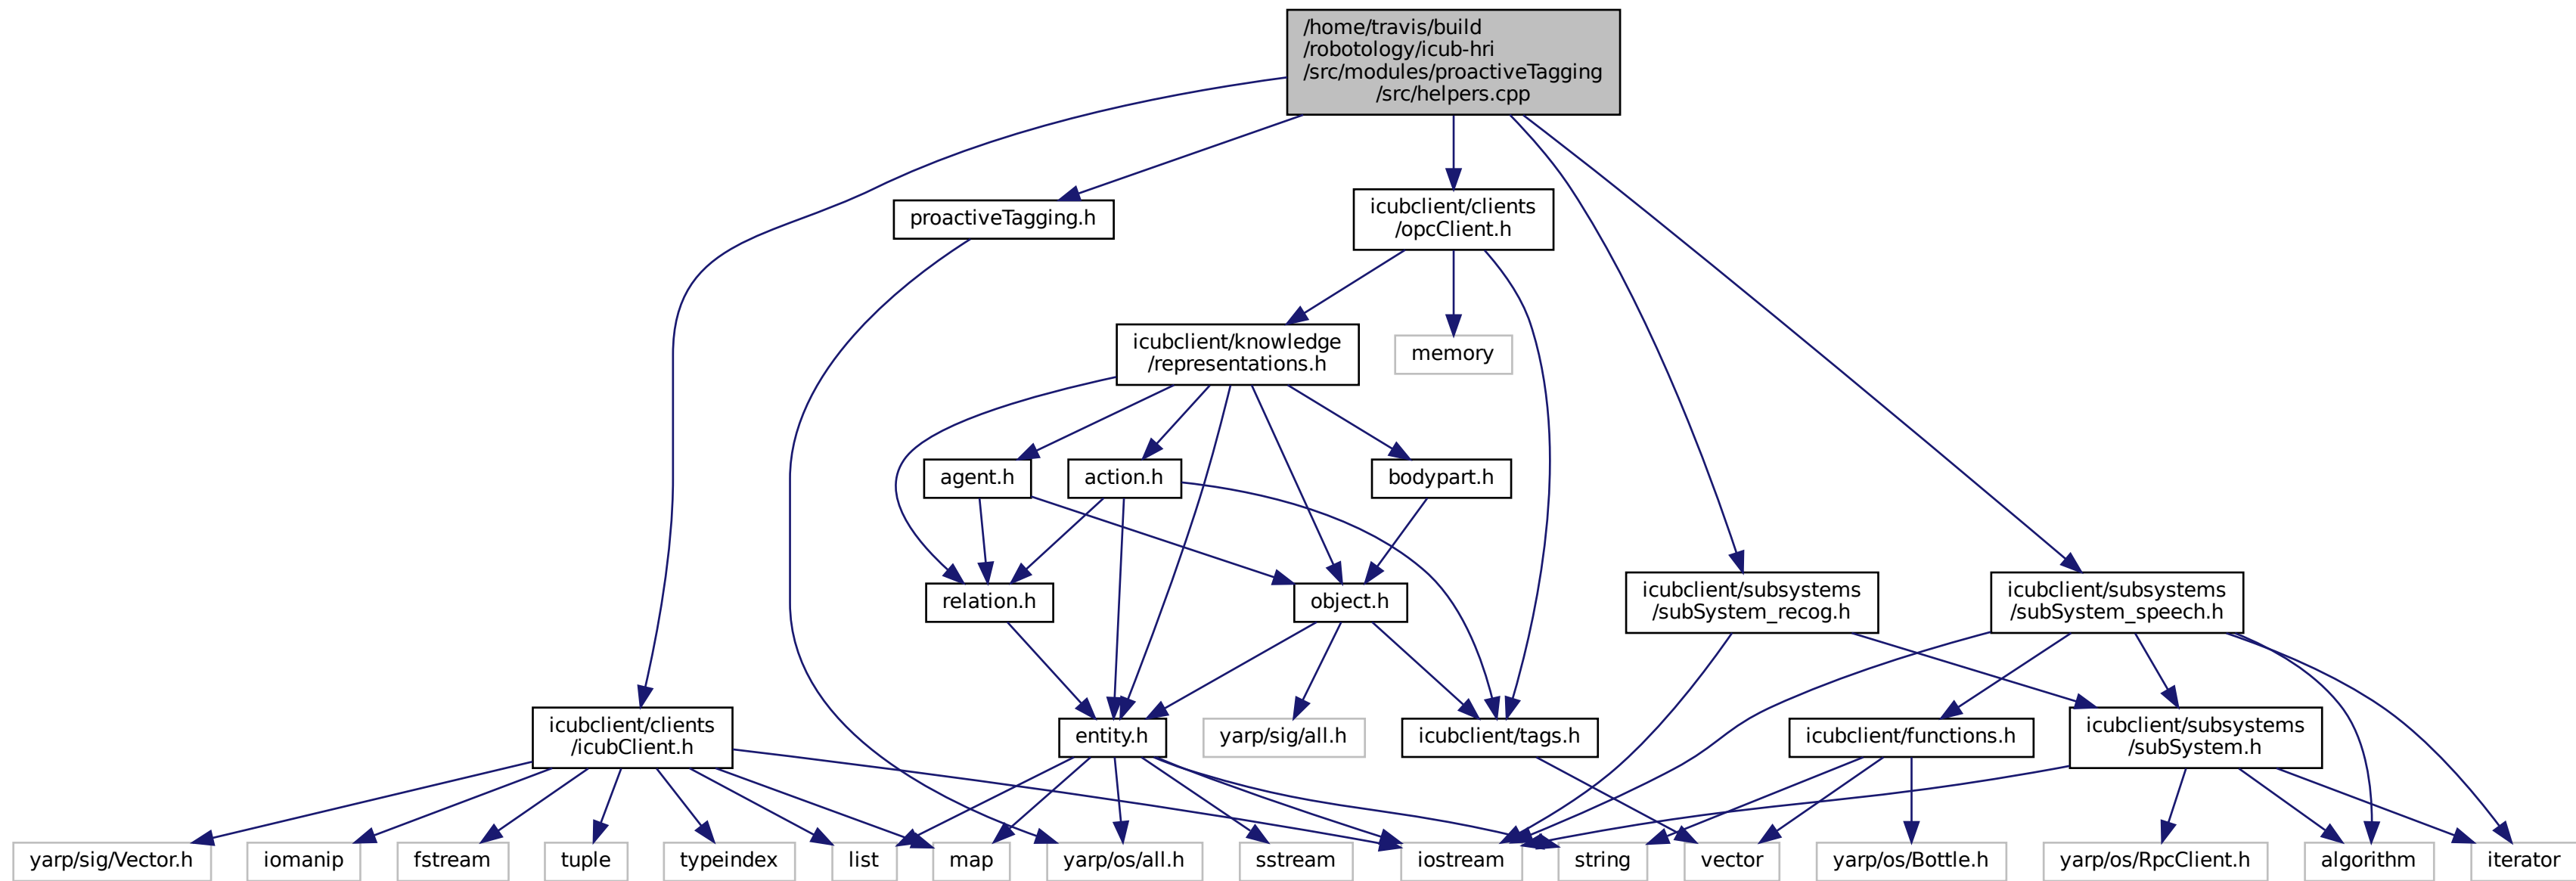 /home/travis/build
/robotology/icub-hri
/src/modules/proactiveTagging
/src/helpers.cpp
proactiveTagging.h
icubclient/clients
/opcClient.h
icubclient/knowledge
/representations.h
memory
agent.h
action.h
bodypart.h
relation.h
object.h
icubclient/subsystems
/subSystem_recog.h
icubclient/subsystems
/subSystem_speech.h
icubclient/clients
/icubClient.h
entity.h
yarp/sig/all.h
icubclient/tags.h
icubclient/functions.h
icubclient/subsystems
/subSystem.h
yarp/sig/Vector.h
iomanip
fstream
tuple
typeindex
list
map
yarp/os/all.h
sstream
iostream
string
vector
yarp/os/Bottle.h
yarp/os/RpcClient.h
algorithm
iterator